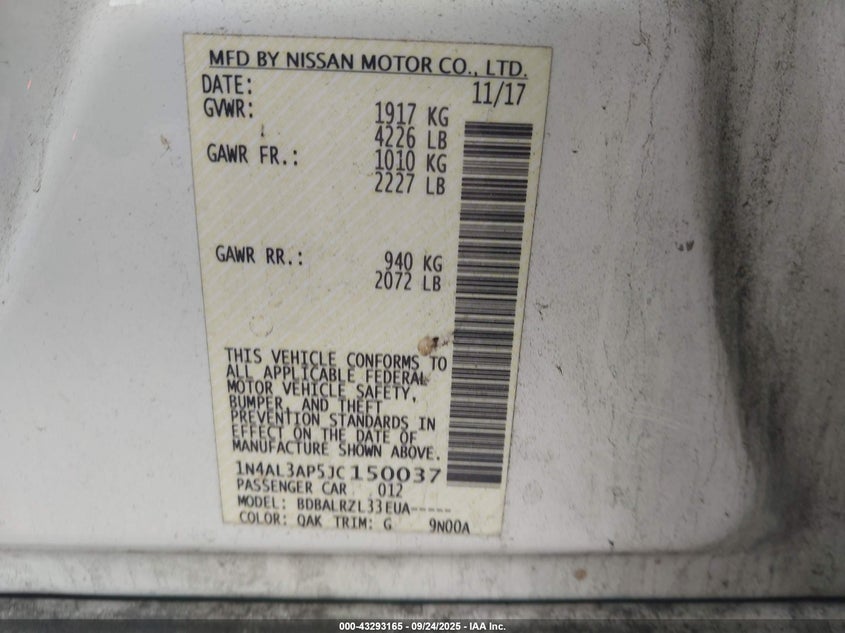 MFD BY NISSAN MOTOR CO., LTD.
DATE: 11/17
GVWR: 1917 KG
4226 LB
GAWR FR.: 1010 KG
2227 LB
GAWR RR.: 940 KG
2072 LB
THIS VEHICLE CONFORMS TO
ALL APPLICABLE FEDERAL
MOTOR VEHICLE SAFETY,
BUMPER, AND THEFT
PREVENTION STANDARDS IN
EFFECT ON THE DATE OF
MANUFACTURE SHOWN ABOVE.
1N4AL3AP5JC150037
PASSENGER CAR 012
MODEL: BDBALRZL33EUA-----
COLOR: QAK TRIM: G 9N00A
000-43293165 - 09/24/2025 - IAA Inc.